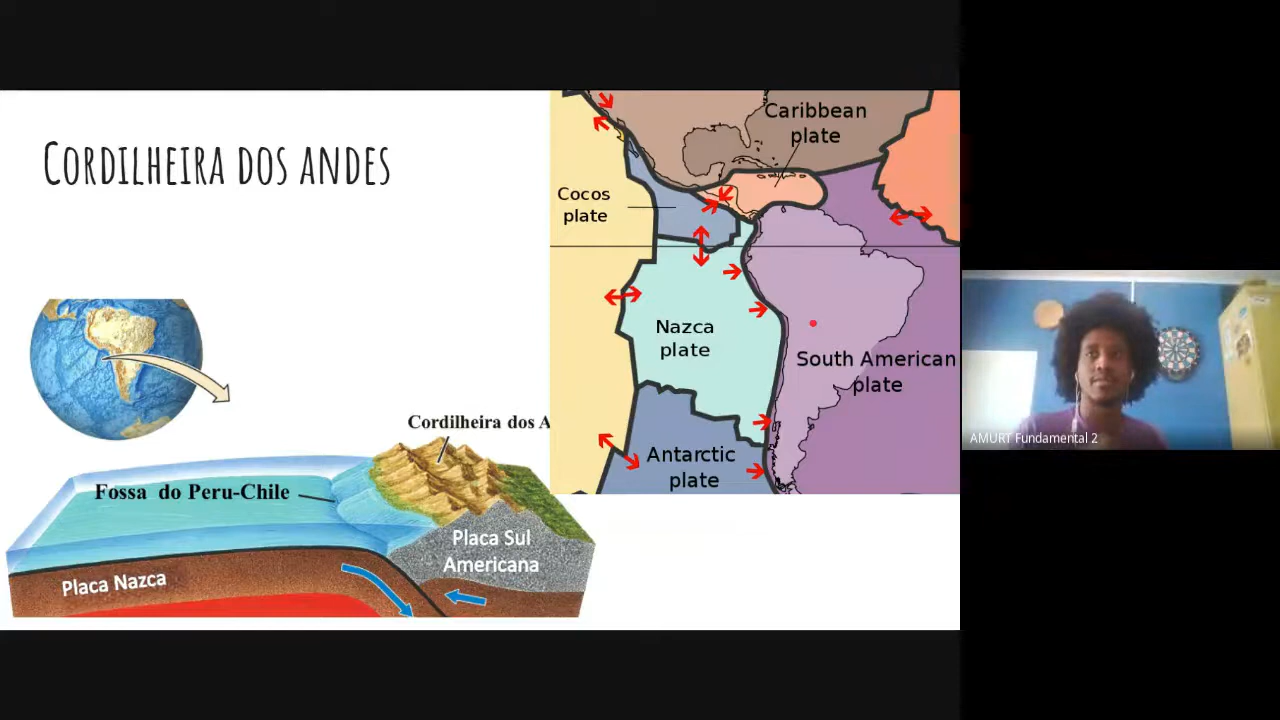 CORDILHEIRA DOS ANDES
Caribbean
plate
Cocos
plate
Nazca
plate
South American
plate
Antarctic
plate
Cordilheira dos A
Fossa do Peru-Chile
Placa Sul
Americana
Placa Nazca
AMURT Fundamental 2